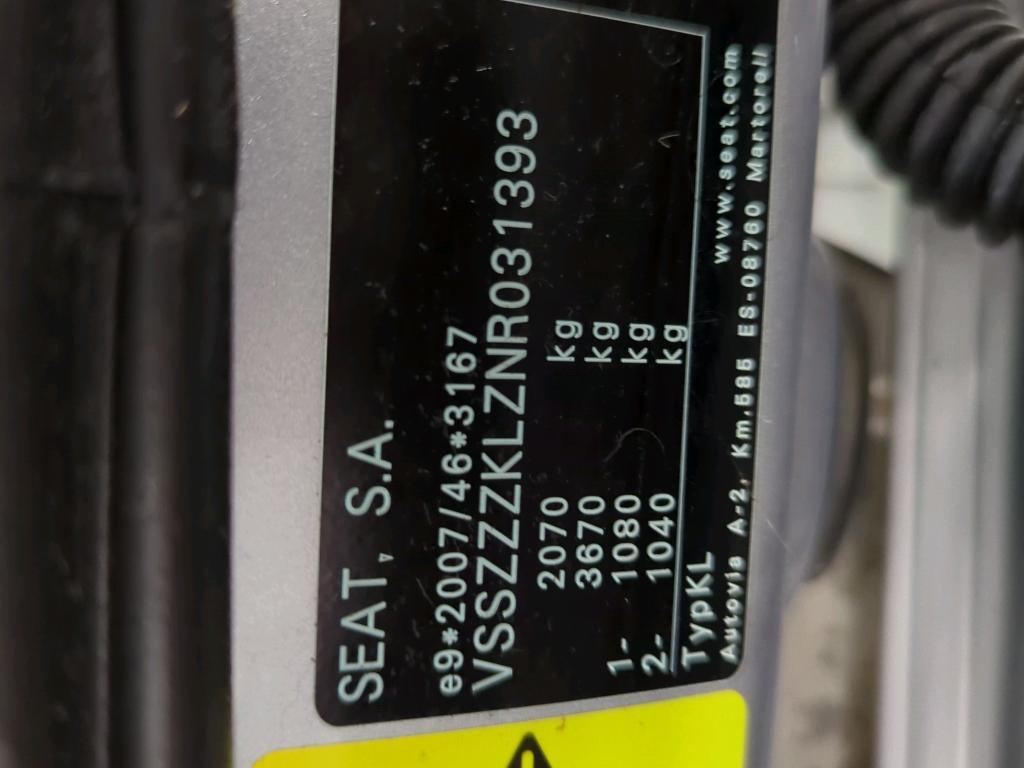 SEAT, S.A.
e9*2007/46*3167
VSSZZZKLZNR031393
2070 kg
3670 kg
1- 1080 kg
2- 1040 kg
TypKL
www.seat.com
Autovia A-2, Km.585 ES-08760 Martorell